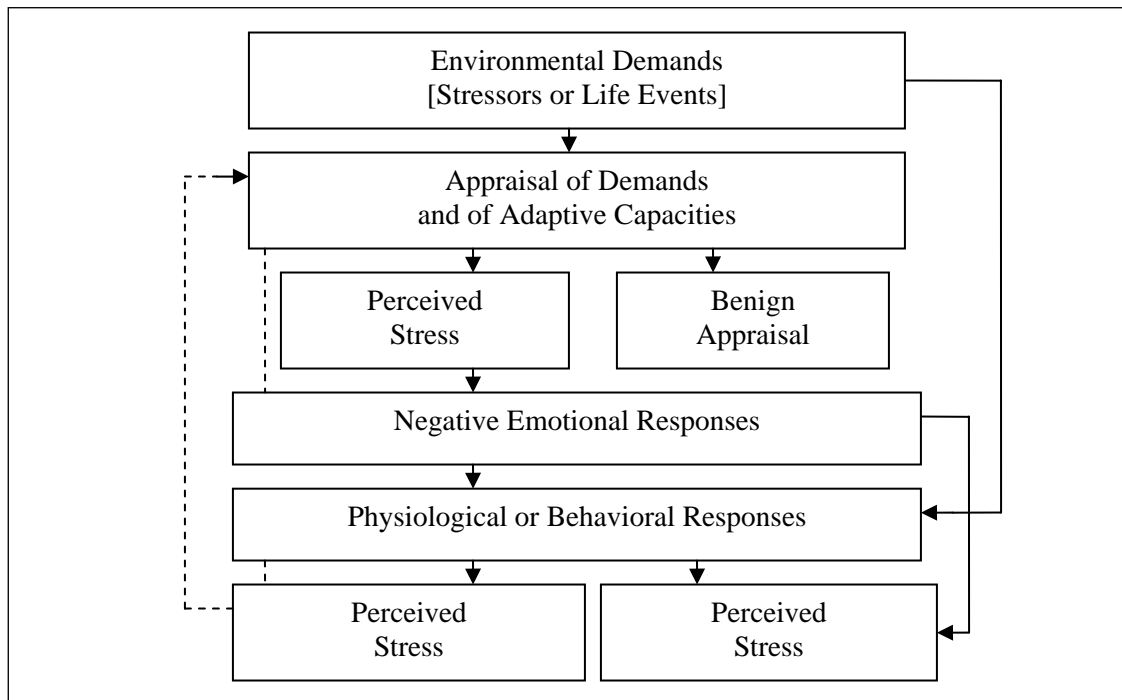 Environmental Demands
[Stressors or Life Events]
Appraisal of Demands
and of Adaptive Capacities
Perceived
Stress
Benign
Appraisal
Negative Emotional Responses
Physiological or Behavioral Responses
Perceived
Stress
Perceived
Stress